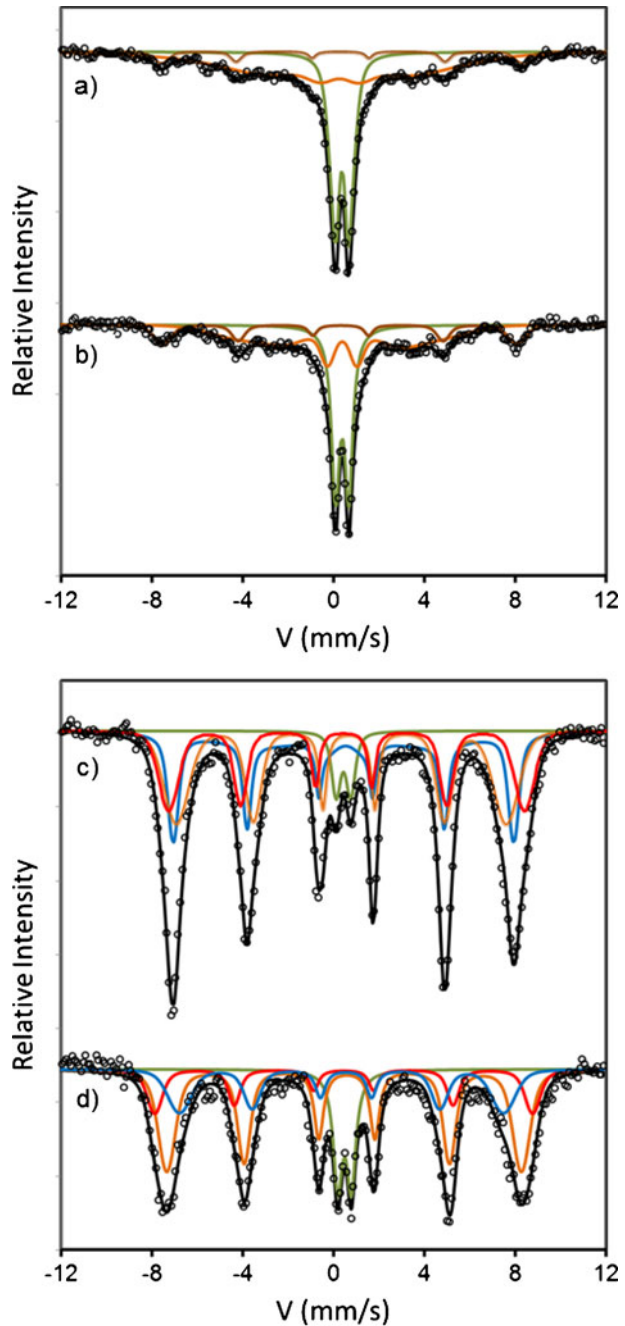 a)
b)
Relative Intensity
-12 -8 -4 0 4 8 12
V (mm/s)
c)
d)
Relative Intensity
-12 -8 -4 0 4 8 12
V (mm/s)